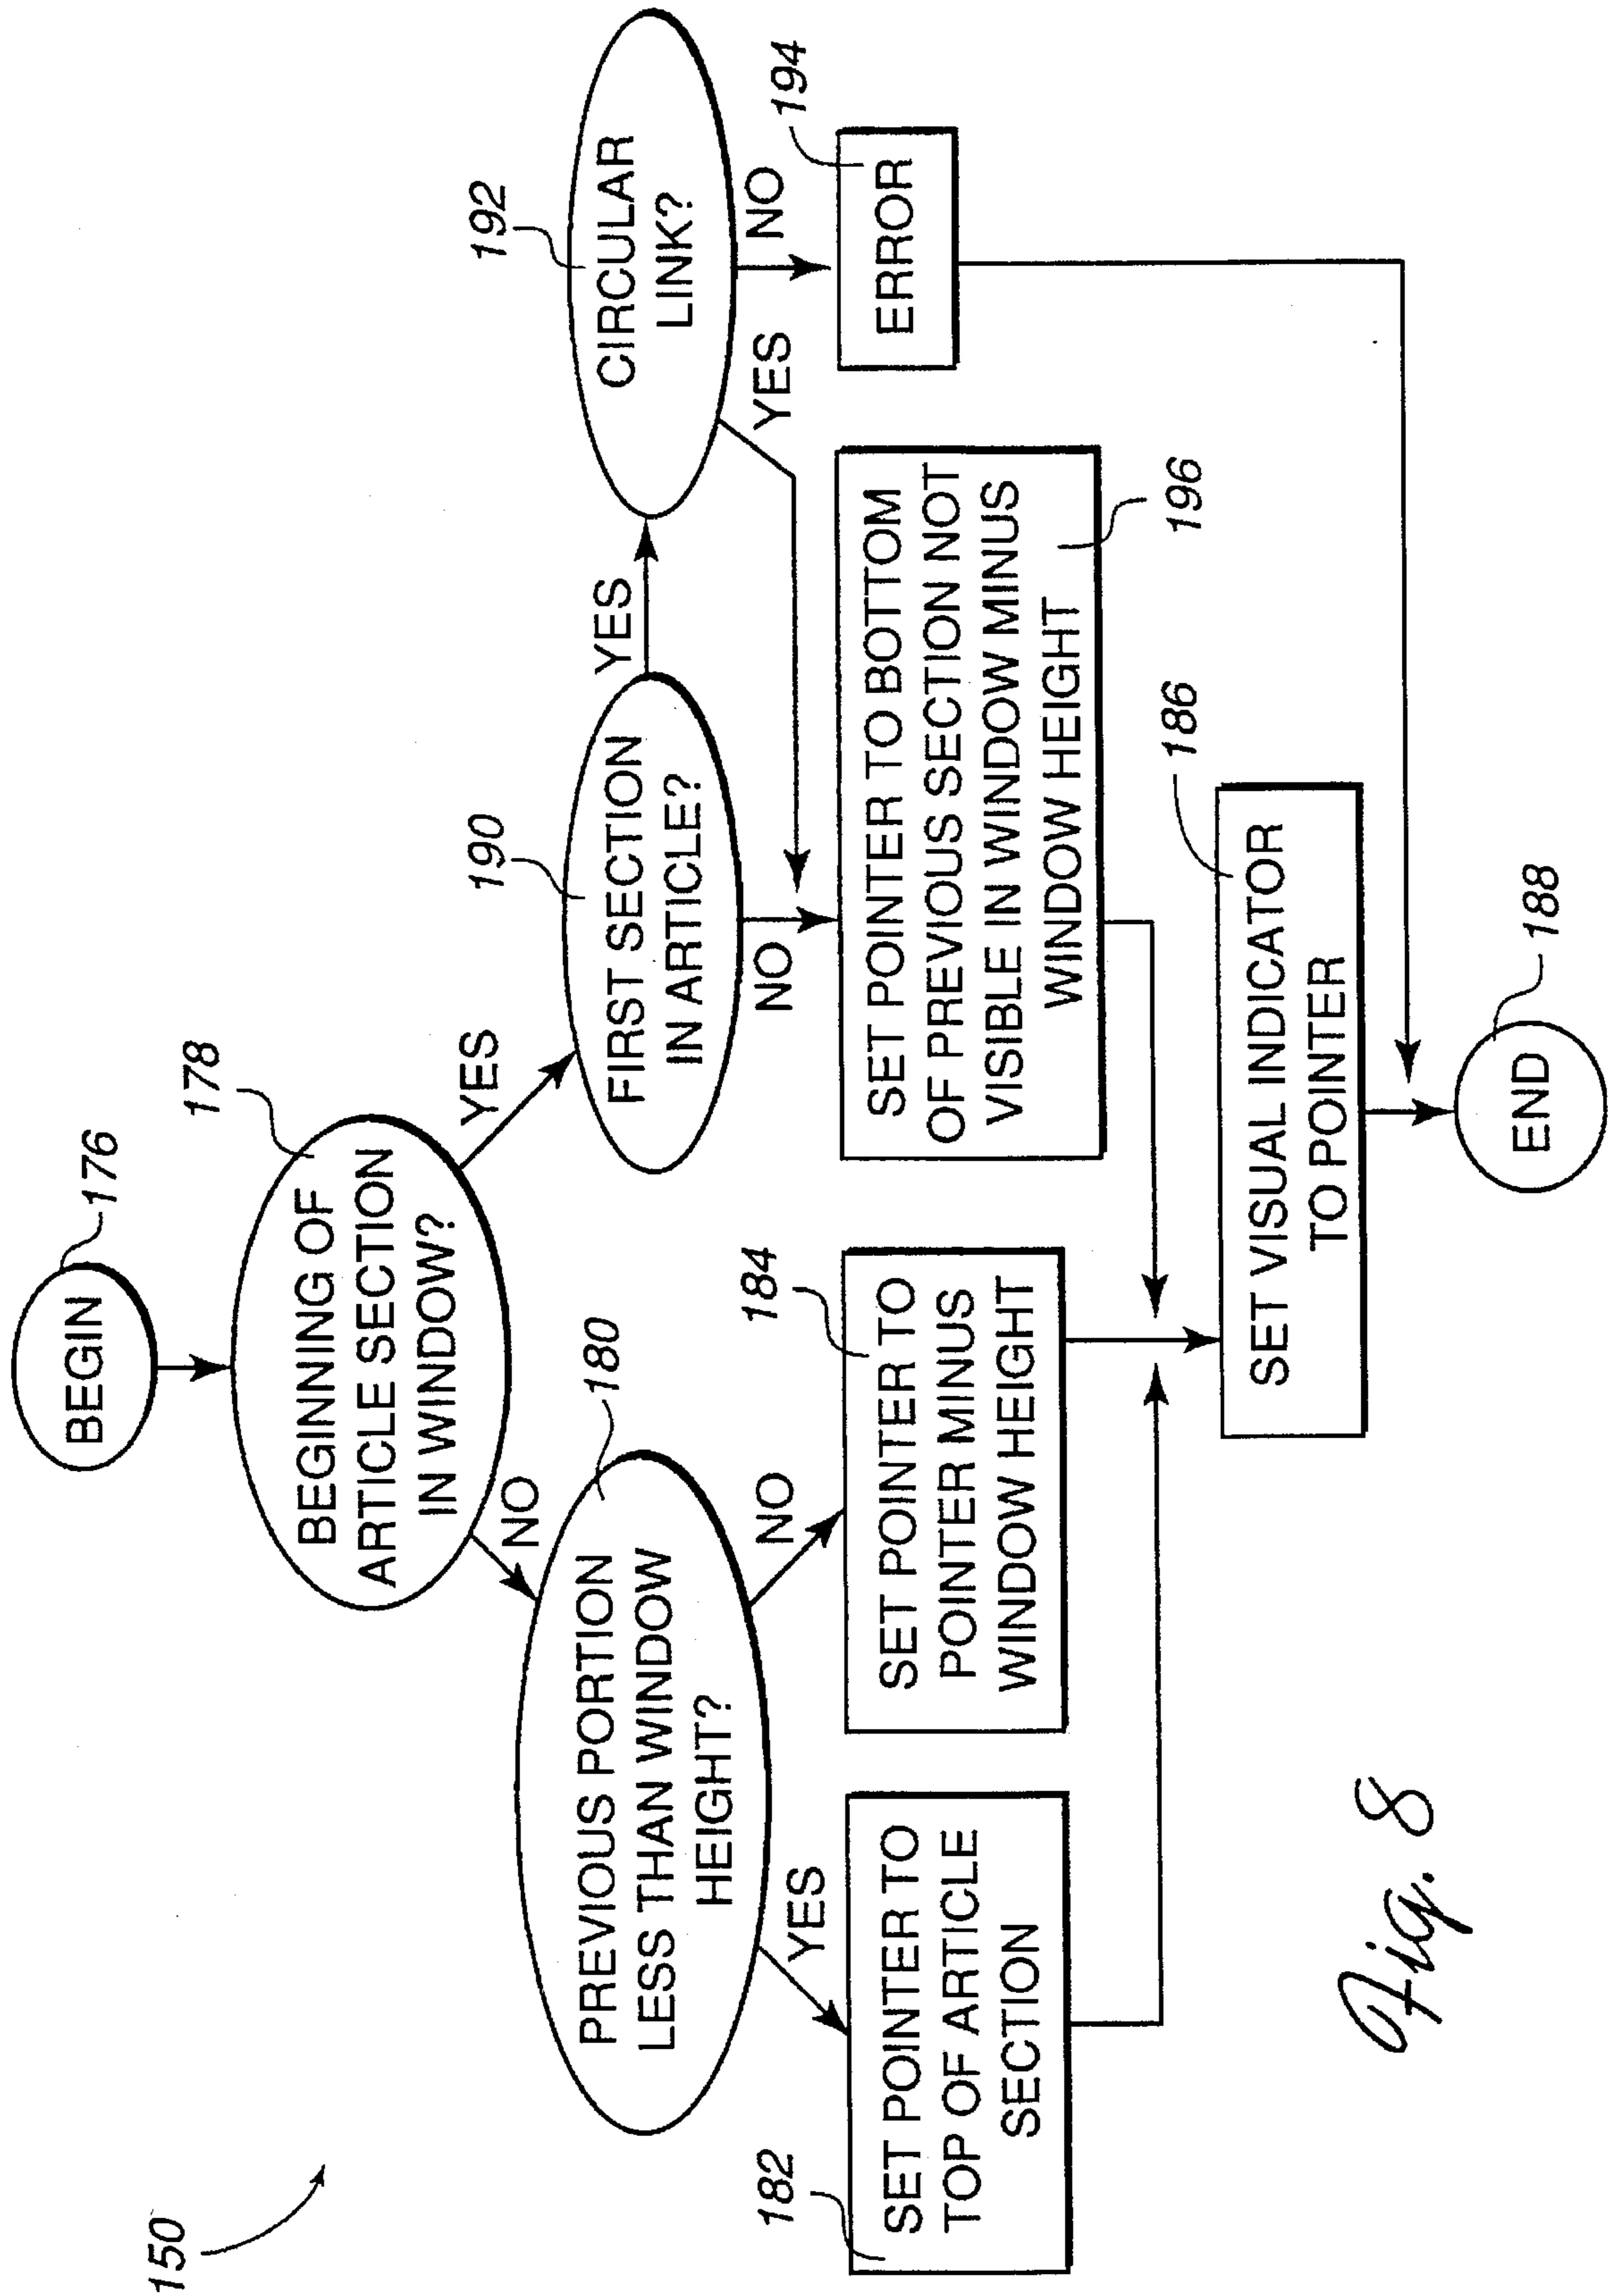 150
176
BEGIN
178
BEGINNING OF
ARTICLE SECTION
IN WINDOW?
NO
YES
180
PREVIOUS PORTION
LESS THAN WINDOW
HEIGHT?
190
FIRST SECTION
IN ARTICLE?
YES
192
CIRCULAR
LINK?
YES
NO
NO
YES
NO
182
SET POINTER TO
TOP OF ARTICLE
SECTION
184
SET POINTER TO
POINTER MINUS
WINDOW HEIGHT
SET POINTER TO BOTTOM
OF PREVIOUS SECTION NOT
VISIBLE IN WINDOW MINUS
WINDOW HEIGHT
196
194
ERROR
186
SET VISUAL INDICATOR
TO POINTER
188
END
Fig. 8